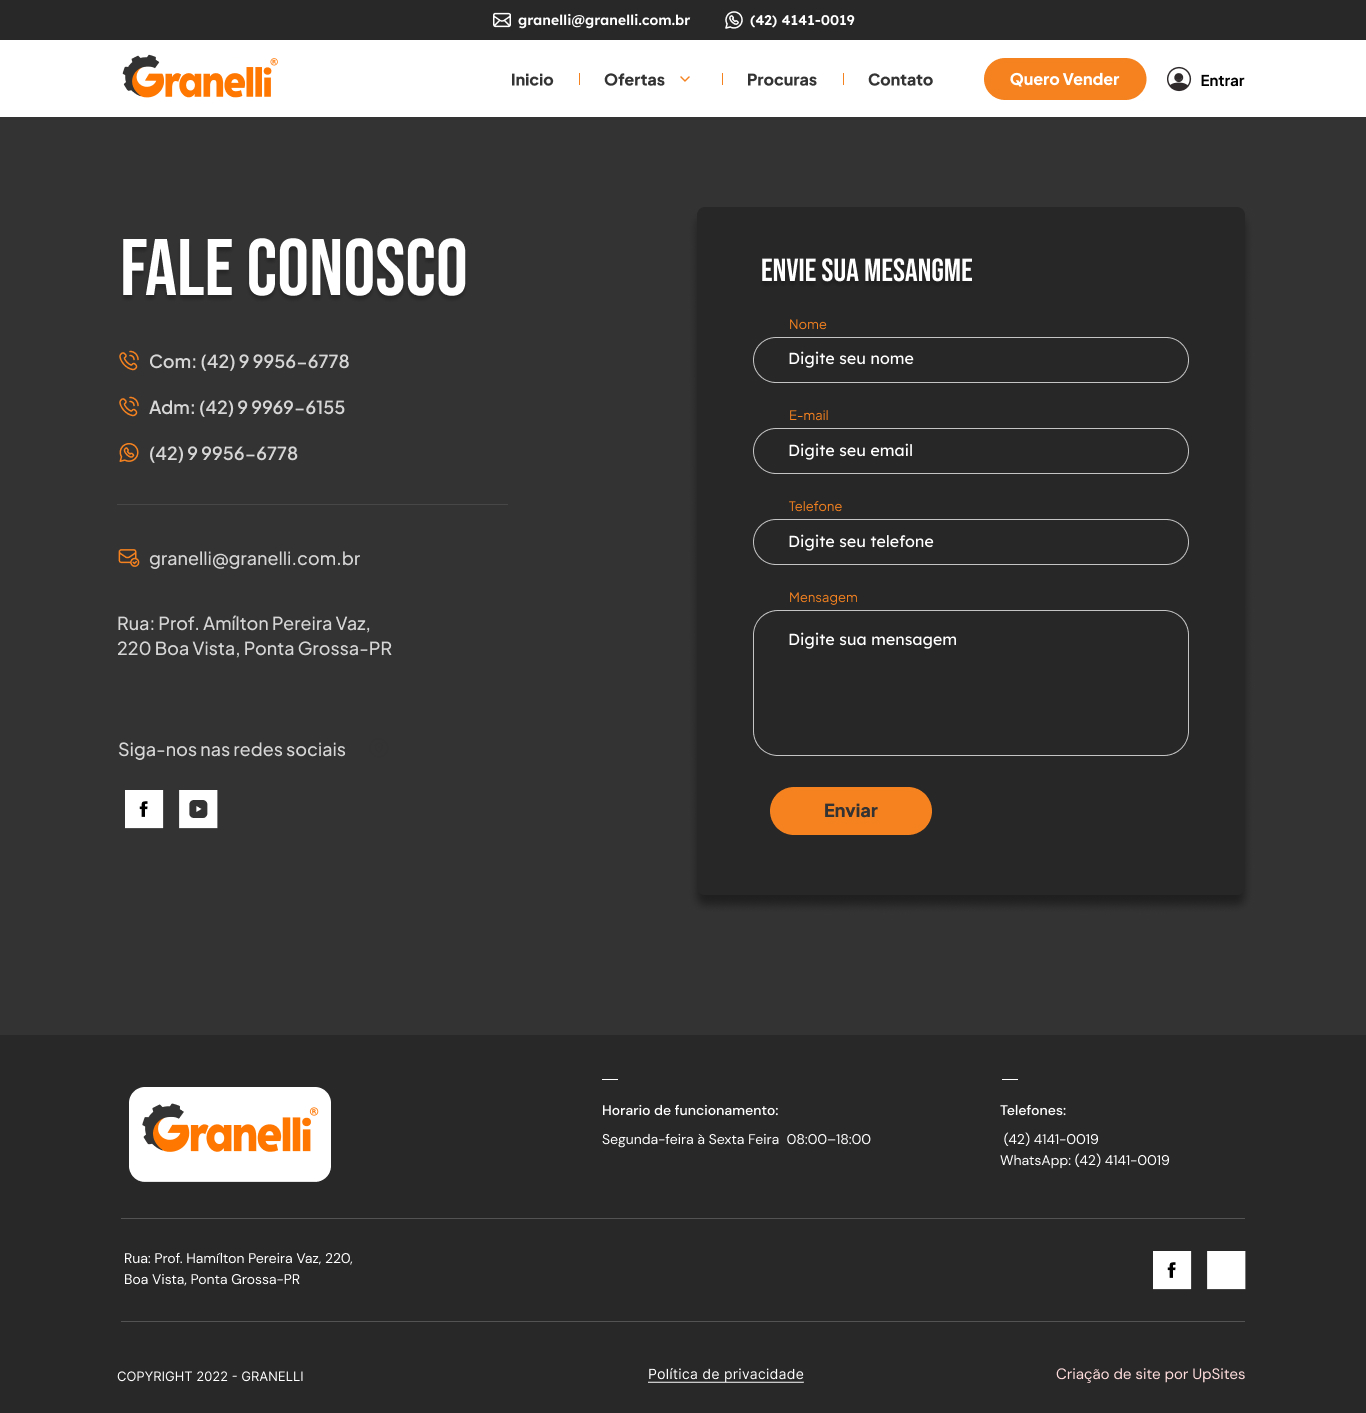 granelli@granelli.com.br
(42) 4141-0019
Granelli®
Inicio
Ofertas
Procuras
Contato
Quero Vender
Entrar
FALE CONOSCO
Com: (42) 9 9956-6778
Adm: (42) 9 9969-6155
(42) 9 9956-6778
granelli@granelli.com.br
Rua: Prof. Amílton Pereira Vaz,
220 Boa Vista, Ponta Grossa-PR
Siga-nos nas redes sociais
ENVIE SUA MESANGME
Nome
Digite seu nome
E-mail
Digite seu email
Telefone
Digite seu telefone
Mensagem
Digite sua mensagem
Enviar
Granelli®
Horario de funcionamento:
Segunda-feira à Sexta Feira 08:00–18:00
Telefones:
(42) 4141-0019
WhatsApp: (42) 4141-0019
Rua: Prof. Hamílton Pereira Vaz, 220,
Boa Vista, Ponta Grossa-PR
COPYRIGHT 2022 - GRANELLI
Política de privacidade
Criação de site por UpSites